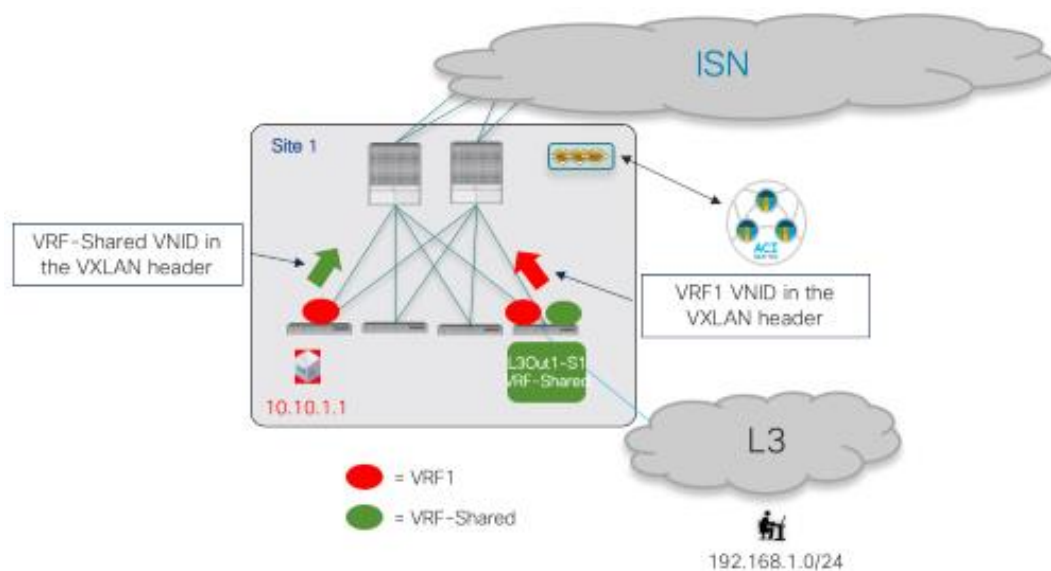 ISN
Site 1
VRF-Shared VNID in
the VXLAN header
ACI
VRF1 VNID in the
VXLAN header
L3Out1-S1
VRF-Shared
10.10.1.1
L3
= VRF1
= VRF-Shared
192.168.1.0/24